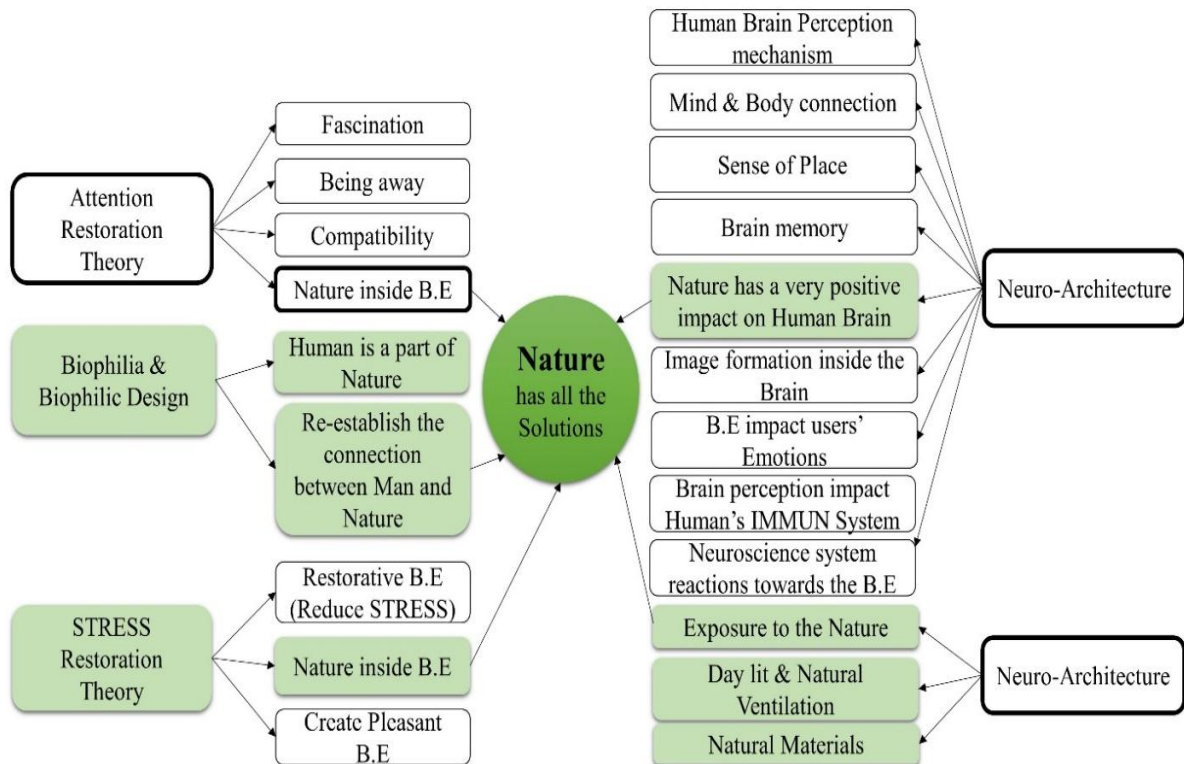 Attention
Restoration
Theory
Fascination
Being away
Compatibility
Nature inside B.E
Biophilia &
Biophilic Design
Human is a part of
Nature
Re-establish the
connection
between Man and
Nature
STRESS
Restoration
Theory
Restorative B.E
(Reduce STRESS)
Nature inside B.E
Create Pleasant
B.E
Nature
has all the
Solutions
Human Brain Perception
mechanism
Mind & Body connection
Sense of Place
Brain memory
Nature has a very positive
impact on Human Brain
Image formation inside the
Brain
B.E impact users’
Emotions
Brain perception impact
Human’s IMMUN System
Neuroscience system
reactions towards the B.E
Neuro-Architecture
Exposure to the Nature
Day lit & Natural
Ventilation
Natural Materials
Neuro-Architecture